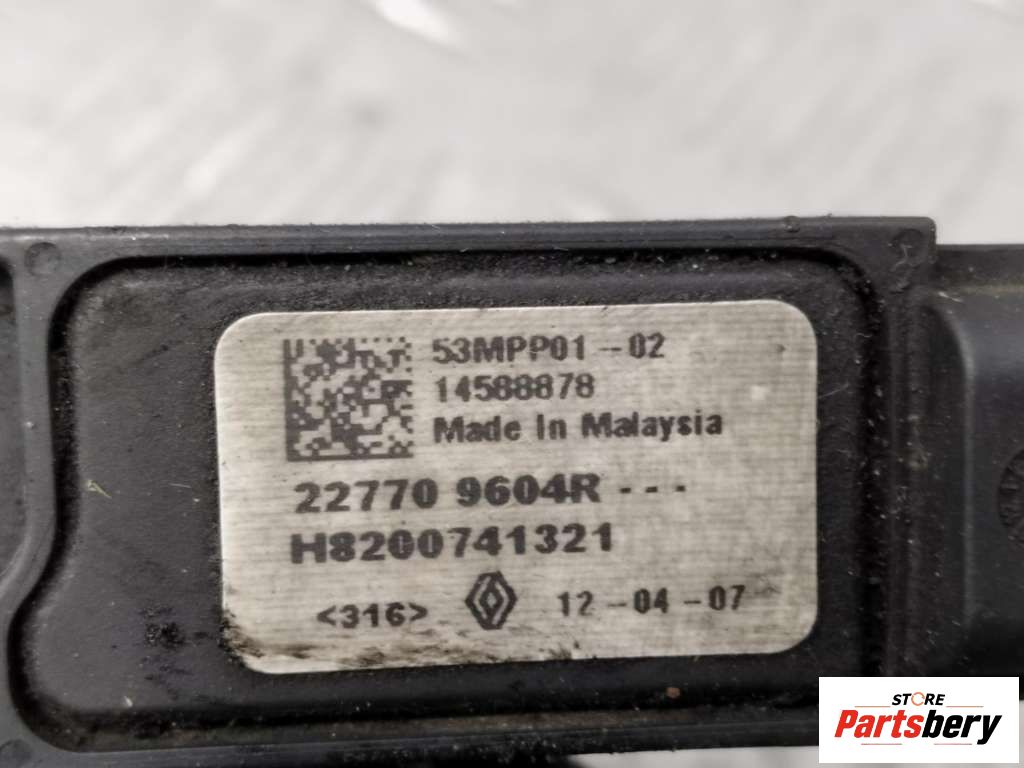 53MPP01-02
14588878
Made In Malaysia
22770 9604R - - -
H8200741321
<316> 12-04-07
STORE
Partsbery